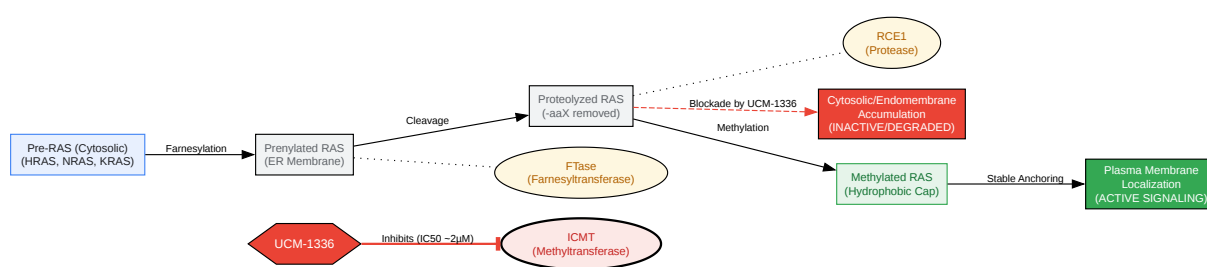 RCE1
(Protease)
Proteolyzed RAS
(-aaX removed)
Blockade by UCM-1336
Cytosolic/Endomembrane
Accumulation
(INACTIVE/DEGRADED)
Cleavage
Methylation
Pre-RAS (Cytosolic)
(HRAS, NRAS, KRAS)
Farnesylation
Prenylated RAS
(ER Membrane)
FTase
(Farnesyltransferase)
Methylated RAS
(Hydrophobic Cap)
Stable Anchoring
Plasma Membrane
Localization
(ACTIVE SIGNALING)
UCM-1336
Inhibits (IC50 ~2µM)
ICMT
(Methyltransferase)